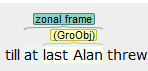 zonal frame
(GroObj)
till at last Alan threw